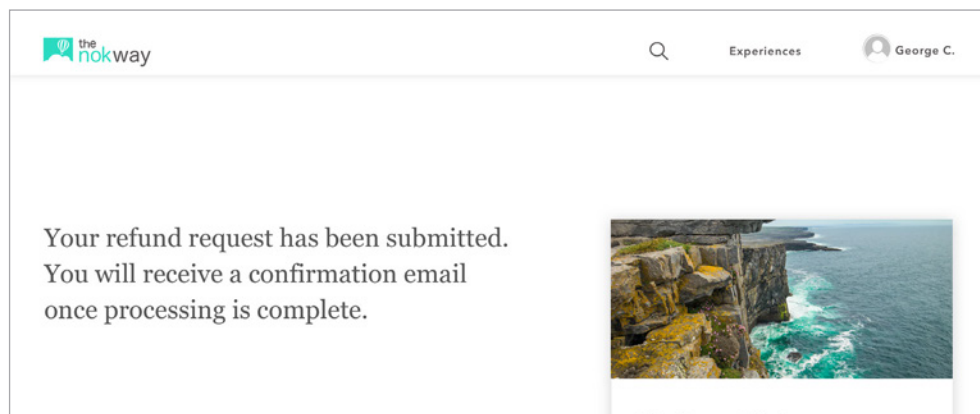 the
nokway
Experiences
George C.
Your refund request has been submitted.
You will receive a confirmation email
once processing is complete.